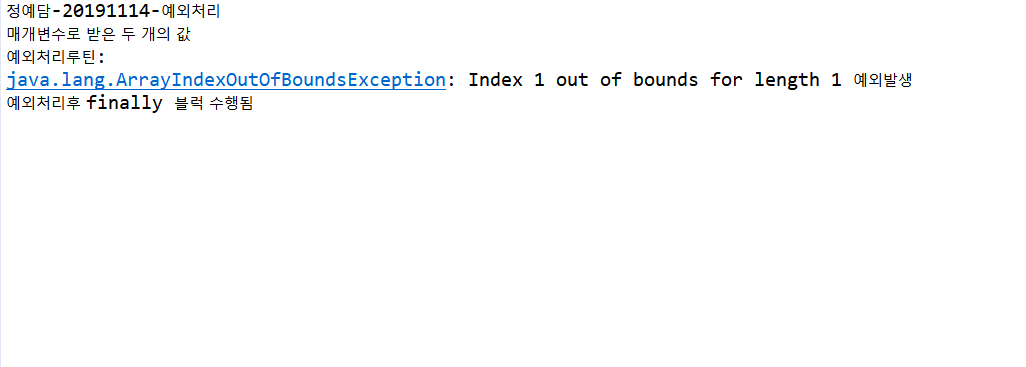 정예담-20191114-예외처리
매개변수로 받은 두 개의 값
예외처리루틴:
java.lang.ArrayIndexOutOfBoundsException: Index 1 out of bounds for length 1 예외발생
예외처리후 finally 블럭 수행됨